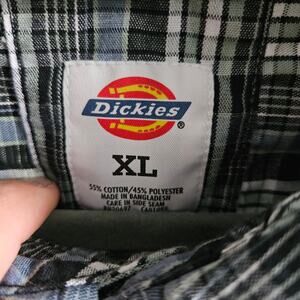 Dickies
XL
55% COTTON/45% POLYESTER
MADE IN BANGLADESH
CARE IN SIDE SEAM